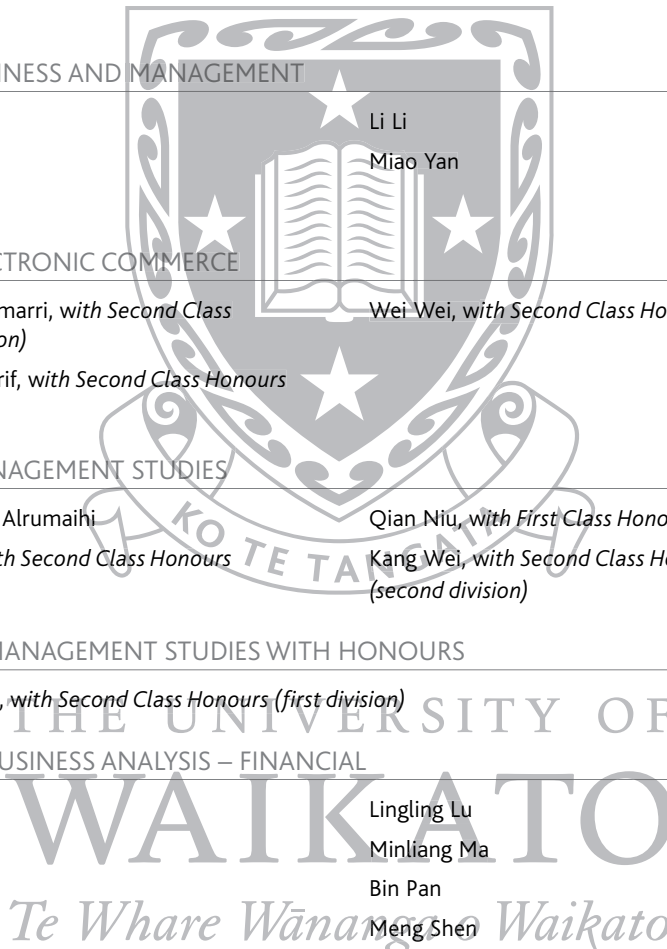 INESS AND MANAGEMENT
Li Li
Miao Yan
CTRONIC COMMERCE
marri, with Second Class
on)
rif, with Second Class Honours
Wei Wei, with Second Class Ho
NAGEMENT STUDIES
Alrumaihi
th Second Class Honours
Qian Niu, with First Class Hono
Kang Wei, with Second Class Ho
(second division)
KO TE TANGATA
MANAGEMENT STUDIES WITH HONOURS
, with Second Class Honours (first division)
THE UNIVERSITY OF
USINESS ANALYSIS – FINANCIAL
WAIKATO
Lingling Lu
Minliang Ma
Bin Pan
Meng Shen
Te Whare Wānanga o Waikato